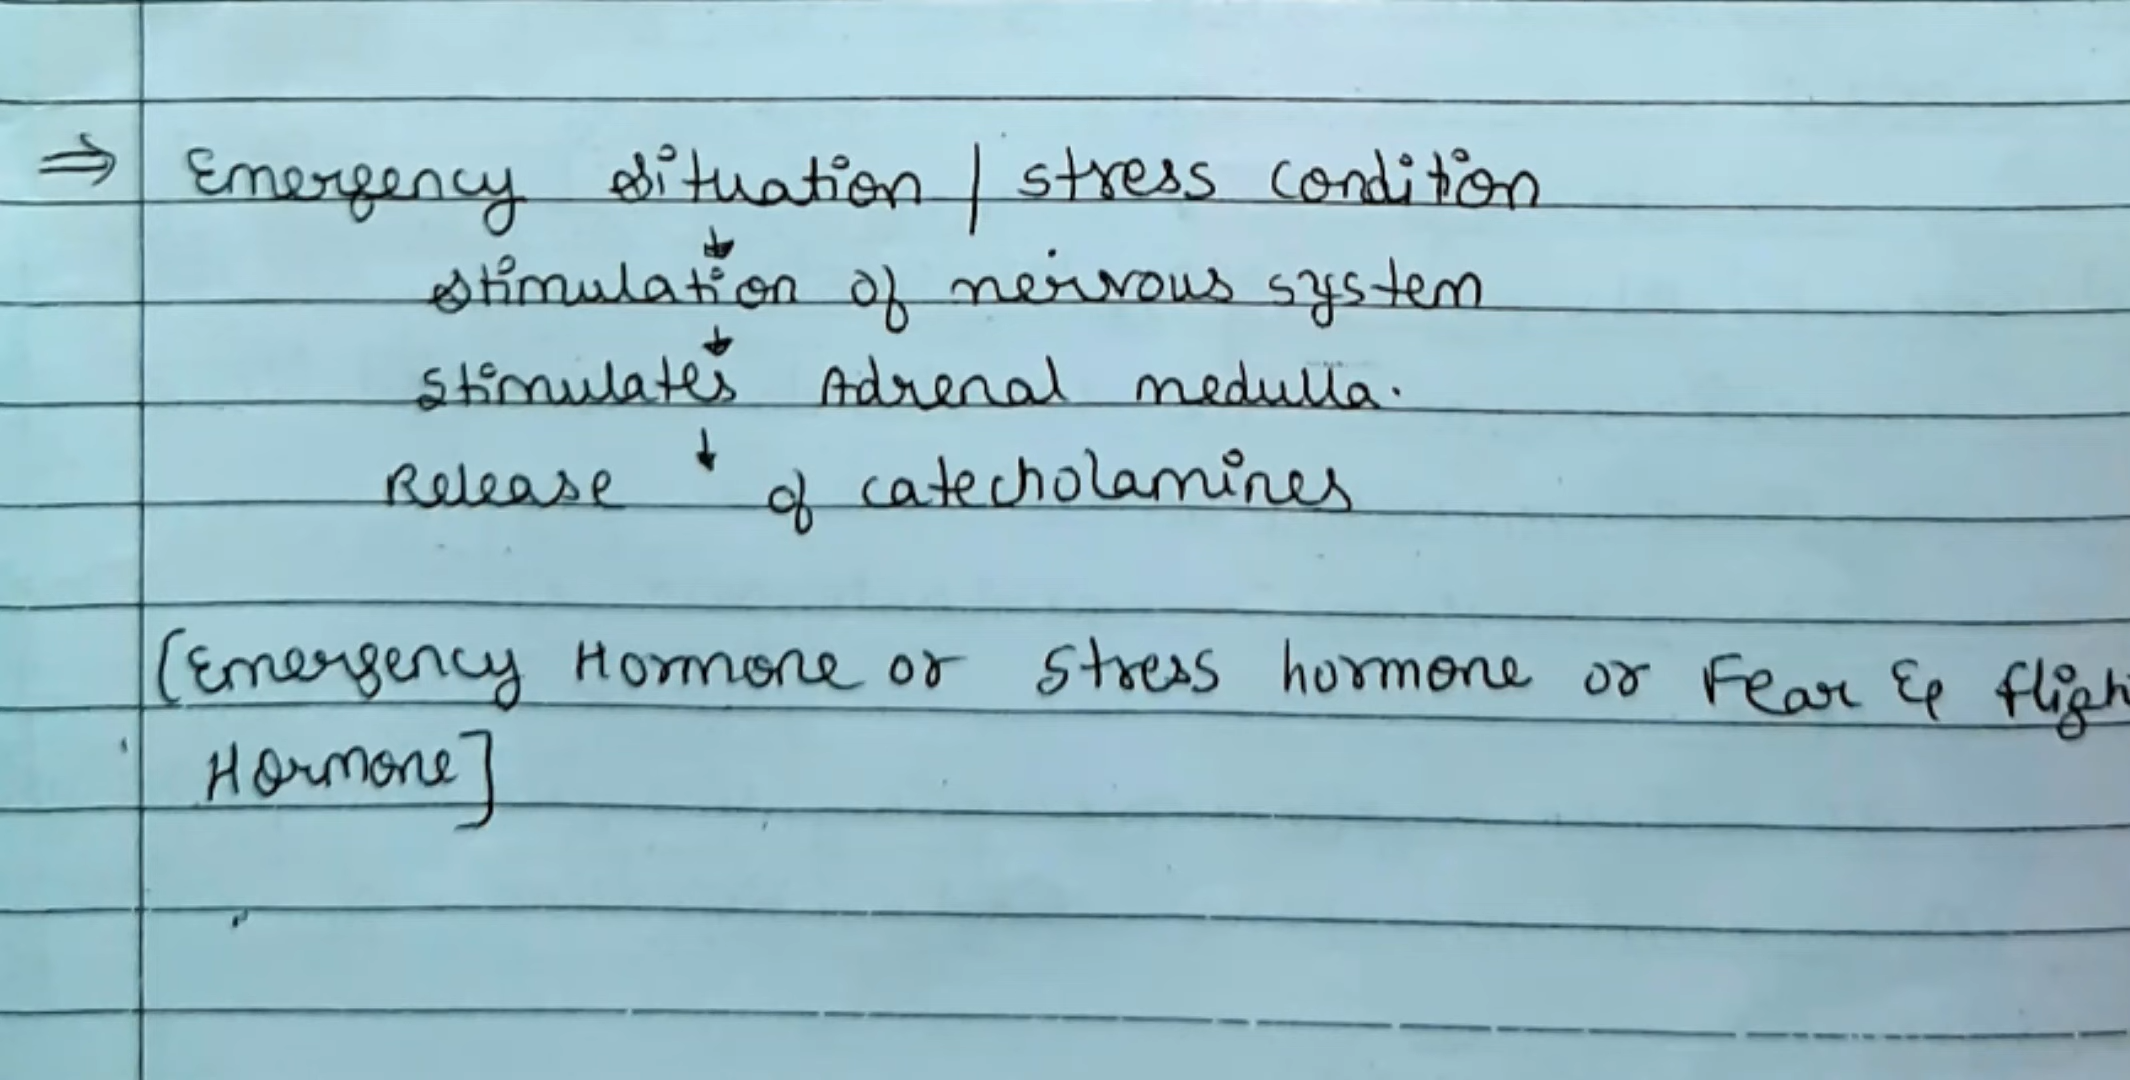 ⇒ Emergency situation / stress condition
↓
stimulation of nervous system
↓
stimulates Adrenal medulla.
↓
Release of catecholamines
(Emergency Hormone or stress hormone or Fear & fligh
Hormone]